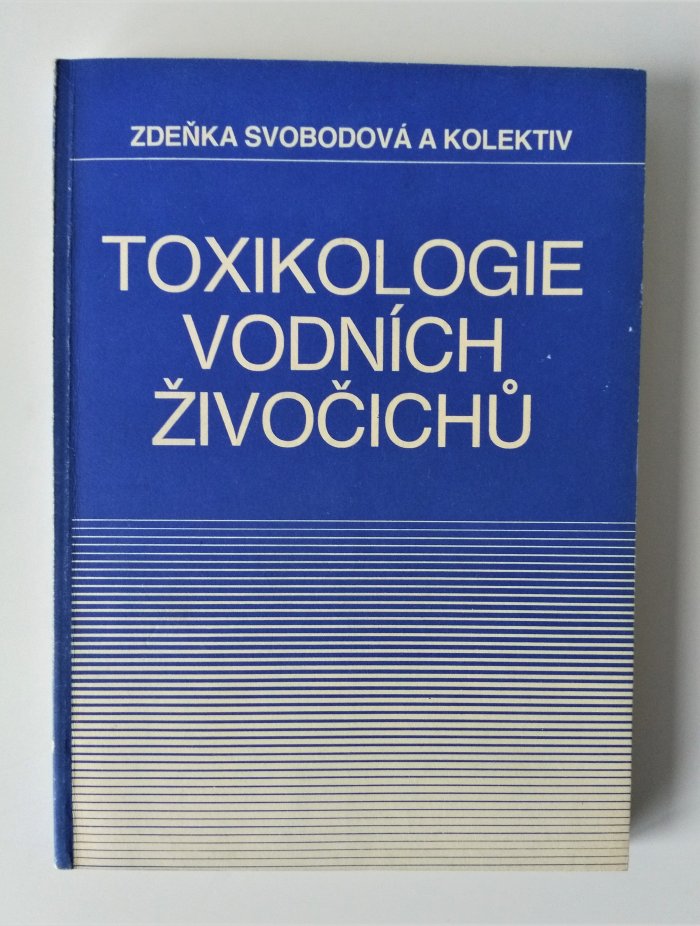 ZDEŇKA SVOBODOVÁ A KOLEKTIV
TOXIKOLOGIE
VODNÍCH
ŽIVOČICHŮ